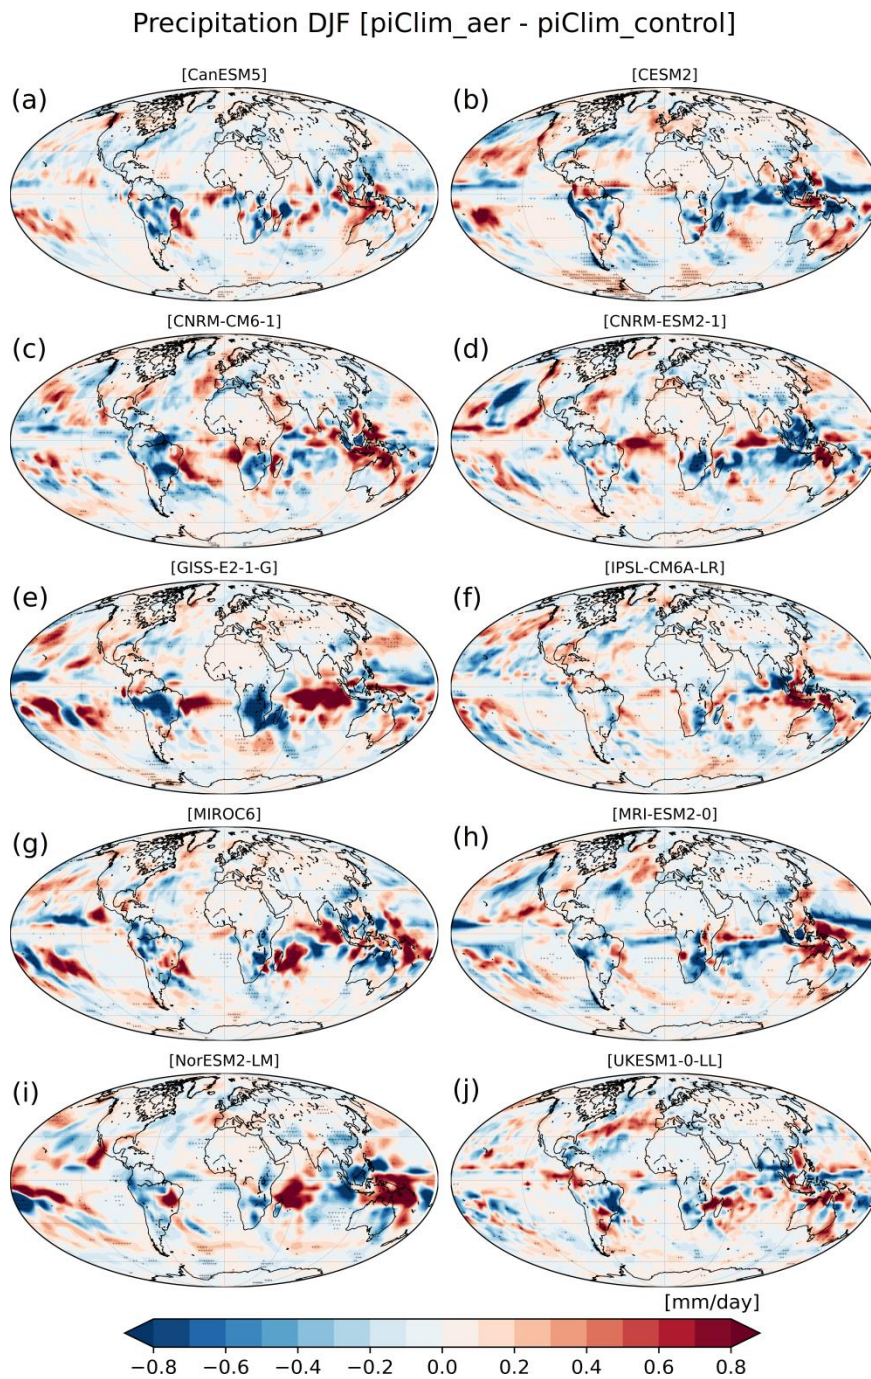 Precipitation DJF [piClim_aer - piClim_control]
[CanESM5]
(a)
[CESM2]
(b)
[CNRM-CM6-1]
(c)
[CNRM-ESM2-1]
(d)
[GISS-E2-1-G]
(e)
[IPSL-CM6A-LR]
(f)
[MIROC6]
(g)
[MRI-ESM2-0]
(h)
[NorESM2-LM]
(i)
[UKESM1-0-LL]
(j)
[mm/day]
−0.8 −0.6 −0.4 −0.2 0.0 0.2 0.4 0.6 0.8